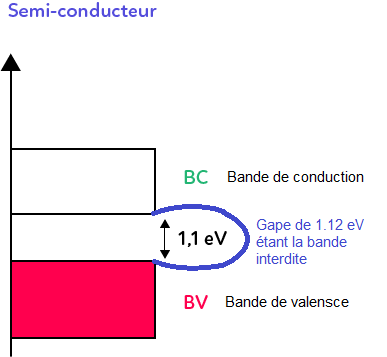 Semi-conducteur
BC Bande de conduction
1,1 eV
Gape de 1.12 eV
étant la bande
interdite
BV Bande de valensce